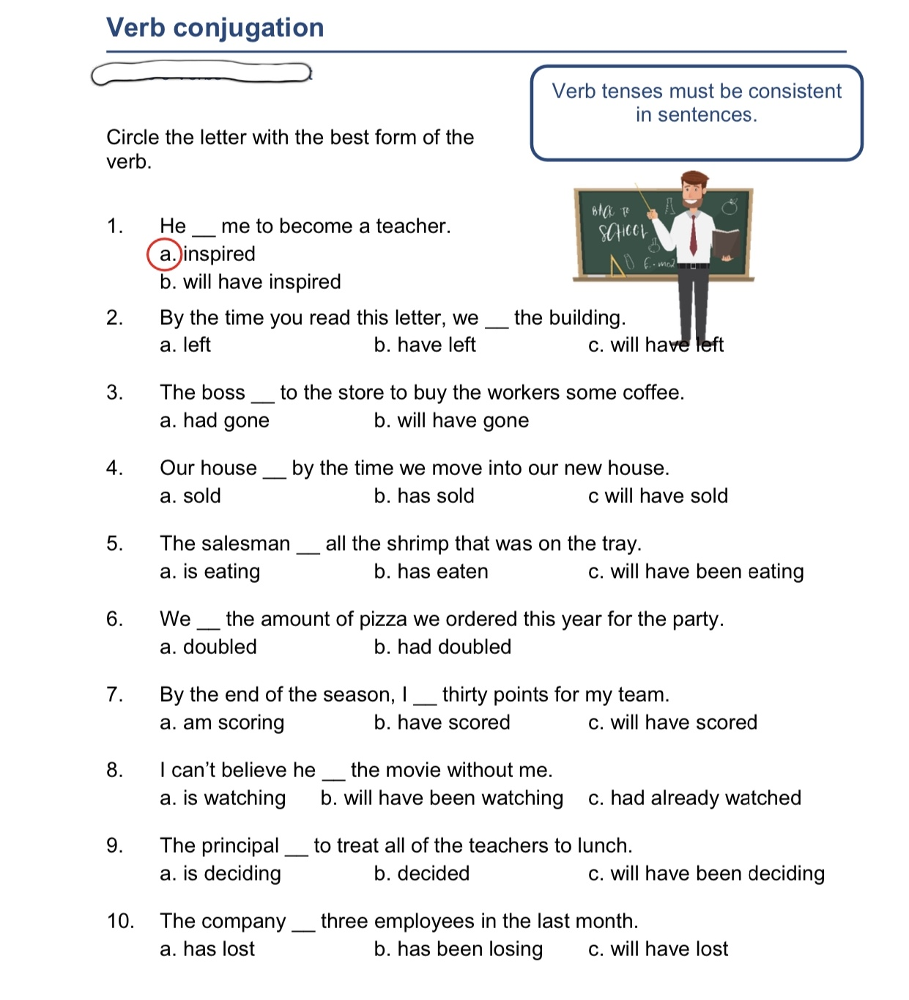 Verb conjugation
Verb tenses must be consistent
in sentences.
Circle the letter with the best form of the
verb.
BACK TO
SCHOOL
E=mc2
1. He __ me to become a teacher.
a. inspired
b. will have inspired
2. By the time you read this letter, we __ the building.
a. left b. have left c. will have left
3. The boss __ to the store to buy the workers some coffee.
a. had gone b. will have gone
4. Our house __ by the time we move into our new house.
a. sold b. has sold c will have sold
5. The salesman __ all the shrimp that was on the tray.
a. is eating b. has eaten c. will have been eating
6. We __ the amount of pizza we ordered this year for the party.
a. doubled b. had doubled
7. By the end of the season, I __ thirty points for my team.
a. am scoring b. have scored c. will have scored
8. I can’t believe he __ the movie without me.
a. is watching b. will have been watching c. had already watched
9. The principal __ to treat all of the teachers to lunch.
a. is deciding b. decided c. will have been deciding
10. The company __ three employees in the last month.
a. has lost b. has been losing c. will have lost